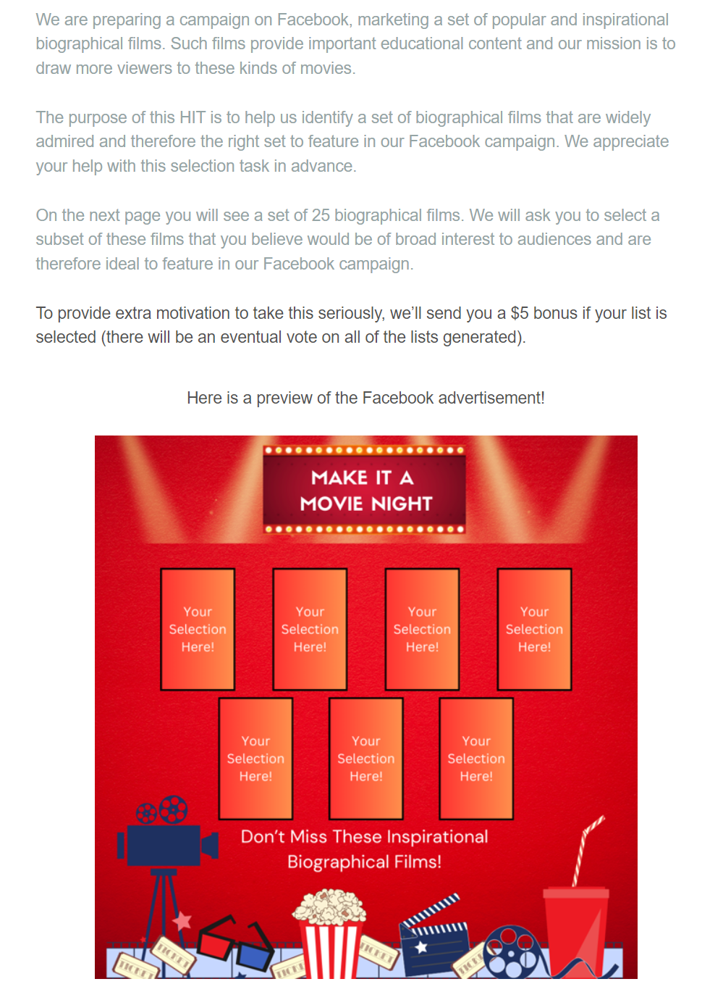 We are preparing a campaign on Facebook, marketing a set of popular and inspirational
biographical films. Such films provide important educational content and our mission is to
draw more viewers to these kinds of movies.
The purpose of this HIT is to help us identify a set of biographical films that are widely
admired and therefore the right set to feature in our Facebook campaign. We appreciate
your help with this selection task in advance.
On the next page you will see a set of 25 biographical films. We will ask you to select a
subset of these films that you believe would be of broad interest to audiences and are
therefore ideal to feature in our Facebook campaign.
To provide extra motivation to take this seriously, we’ll send you a $5 bonus if your list is
selected (there will be an eventual vote on all of the lists generated).
Here is a preview of the Facebook advertisement!
MAKE IT A
MOVIE NIGHT
Your
Selection
Here!
Your
Selection
Here!
Your
Selection
Here!
Your
Selection
Here!
Your
Selection
Here!
Your
Selection
Here!
Your
Selection
Here!
Don’t Miss These Inspirational
Biographical Films!
TICKET
TICKET
TICKET
TICKET